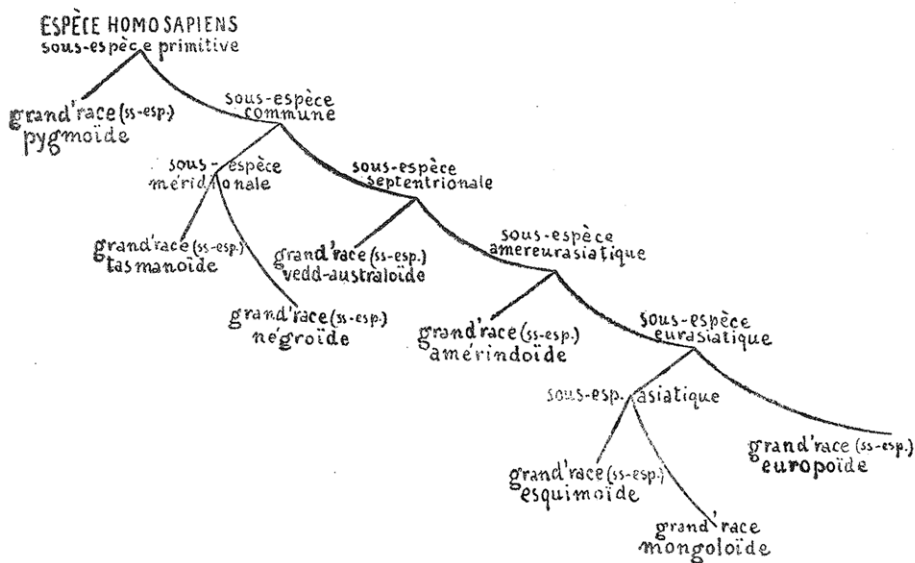 ESPÈCE HOMO SAPIENS
sous-espèce primitive
grand'race (ss-esp.)
pygmoïde
sous-espèce
commune
sous-espèce
méridionale
sous-espèce
septentrionale
grand'race (ss-esp.)
tasmanoïde
grand'race (ss-esp.)
négroïde
grand'race (ss-esp.)
vedd-australoïde
sous-espèce
amereurasiatique
grand'race (ss-esp.)
amérindoïde
sous-espèce
eurasiatique
sous-esp. asiatique
grand'race (ss-esp.)
esquimoïde
grand'race
mongoloïde
grand'race (ss-esp.)
europoïde